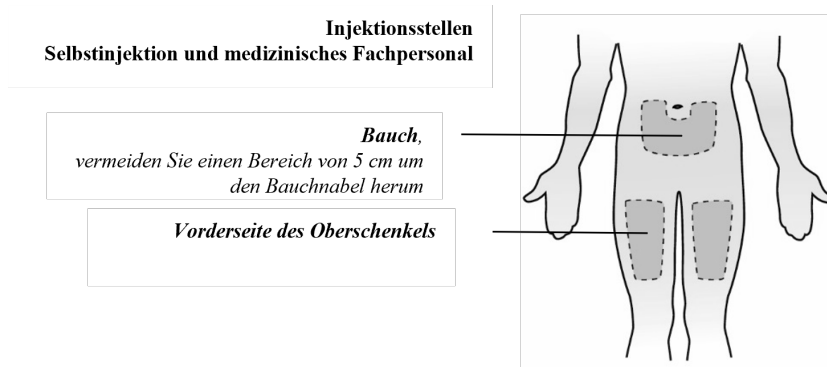 Injektionsstellen
Selbstinjektion und medizinisches Fachpersonal
Bauch,
vermeiden Sie einen Bereich von 5 cm um
den Bauchnabel herum
Vorderseite des Oberschenkels